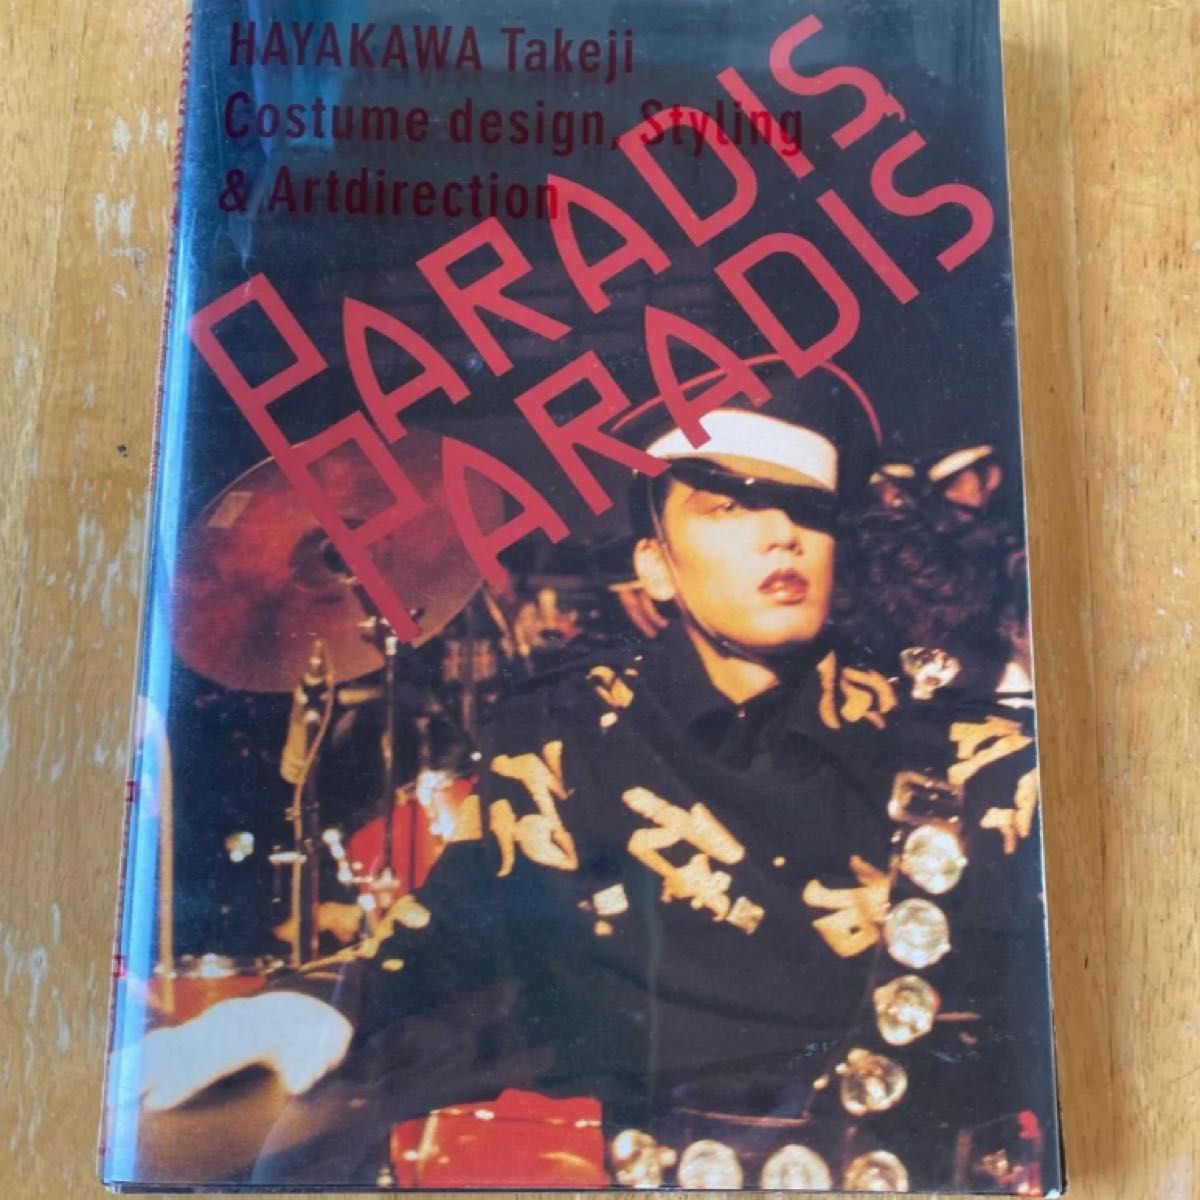 HAYAKAWA Takeji
Costume design, Styling
& Artdirection
PARADIS
PARADIS